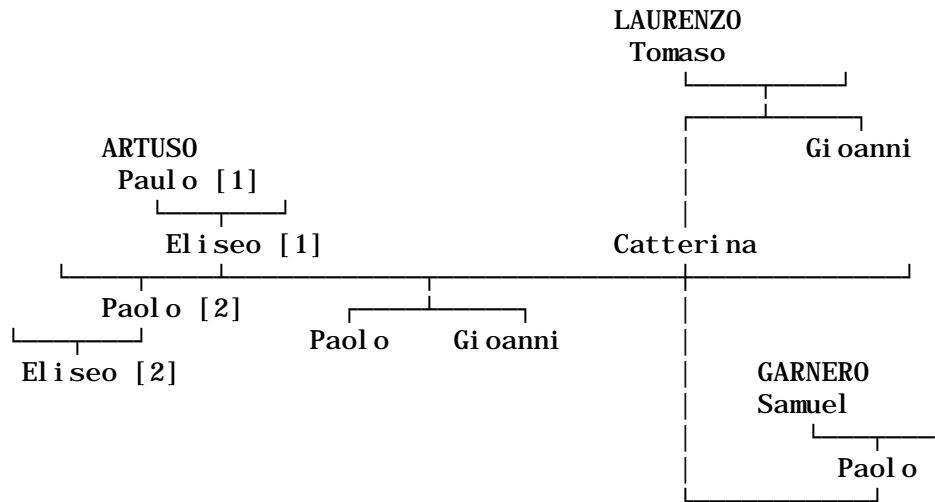 LAURENZO
Tomaso
Gioanni
ARTUSO
Paulo [1]
Eliseo [1] Catterina
Paolo [2]
Paolo Gioanni
Eliseo [2]
GARNERO
Samuel
Paolo